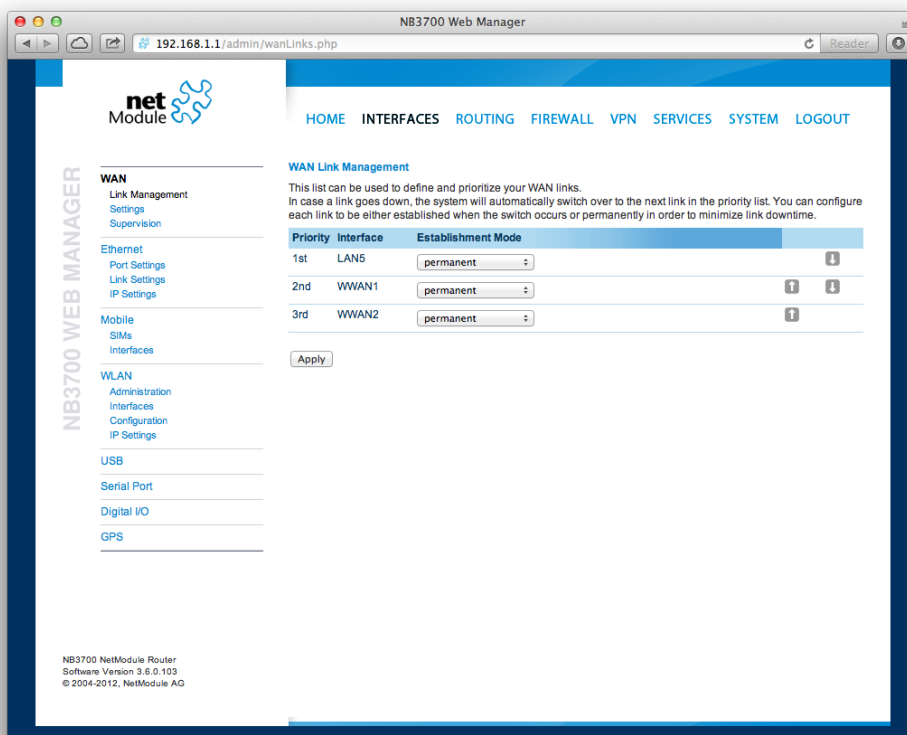 NB3700 Web Manager
192.168.1.1/admin/wanLinks.php
Reader
net
Module
HOME INTERFACES ROUTING FIREWALL VPN SERVICES SYSTEM LOGOUT
NB3700 WEB MANAGER
WAN
Link Management
Settings
Supervision
Ethernet
Port Settings
Link Settings
IP Settings
Mobile
SIMs
Interfaces
WLAN
Administration
Interfaces
Configuration
IP Settings
USB
Serial Port
Digital I/O
GPS
WAN Link Management
This list can be used to define and prioritize your WAN links.
In case a link goes down, the system will automatically switch over to the next link in the priority list. You can configure
each link to be either established when the switch occurs or permanently in order to minimize link downtime.
Priority Interface Establishment Mode
1st LAN5 permanent
2nd WWAN1 permanent
3rd WWAN2 permanent
Apply
NB3700 NetModule Router
Software Version 3.6.0.103
© 2004-2012, NetModule AG